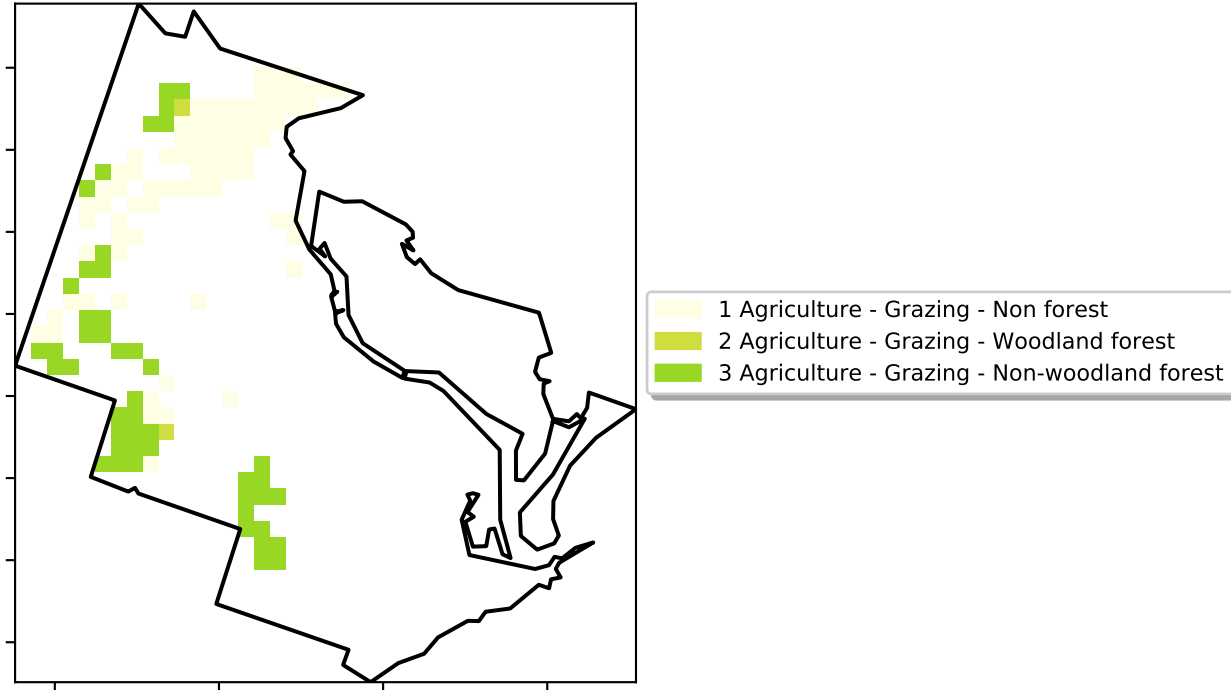 1 Agriculture - Grazing - Non forest
2 Agriculture - Grazing - Woodland forest
3 Agriculture - Grazing - Non-woodland forest